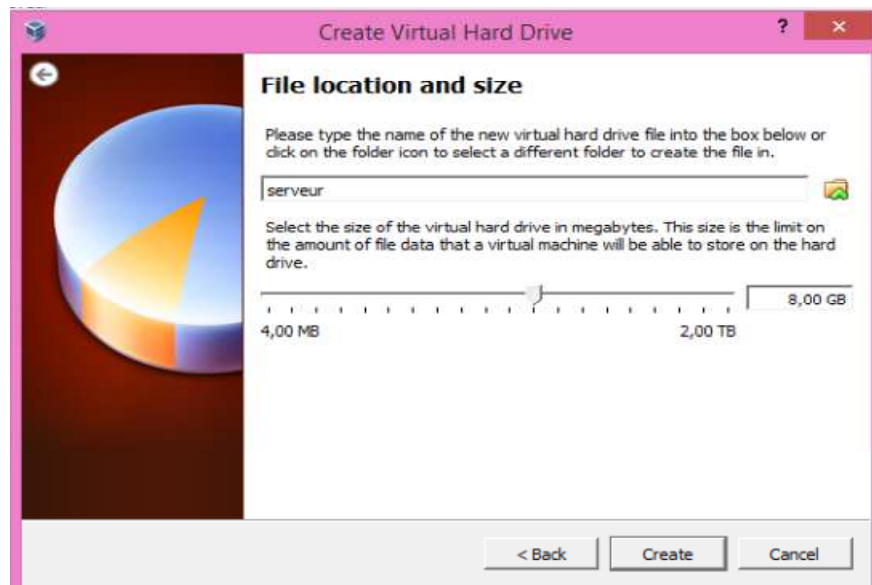 Create Virtual Hard Drive
?
×
File location and size
Please type the name of the new virtual hard drive file into the box below or
click on the folder icon to select a different folder to create the file in.
serveur
Select the size of the virtual hard drive in megabytes. This size is the limit on
the amount of file data that a virtual machine will be able to store on the hard
drive.
8,00 GB
4,00 MB 2,00 TB
< Back Create Cancel